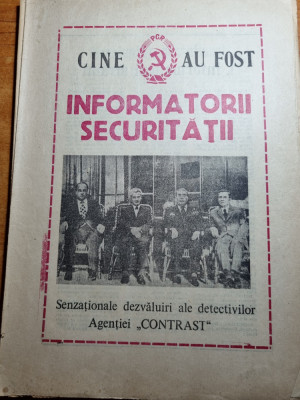 PCR
CINE AU FOST
INFORMATORII
SECURITĂȚII
Senzaționale dezvăluiri ale detectivilor
Agenției „CONTRAST“